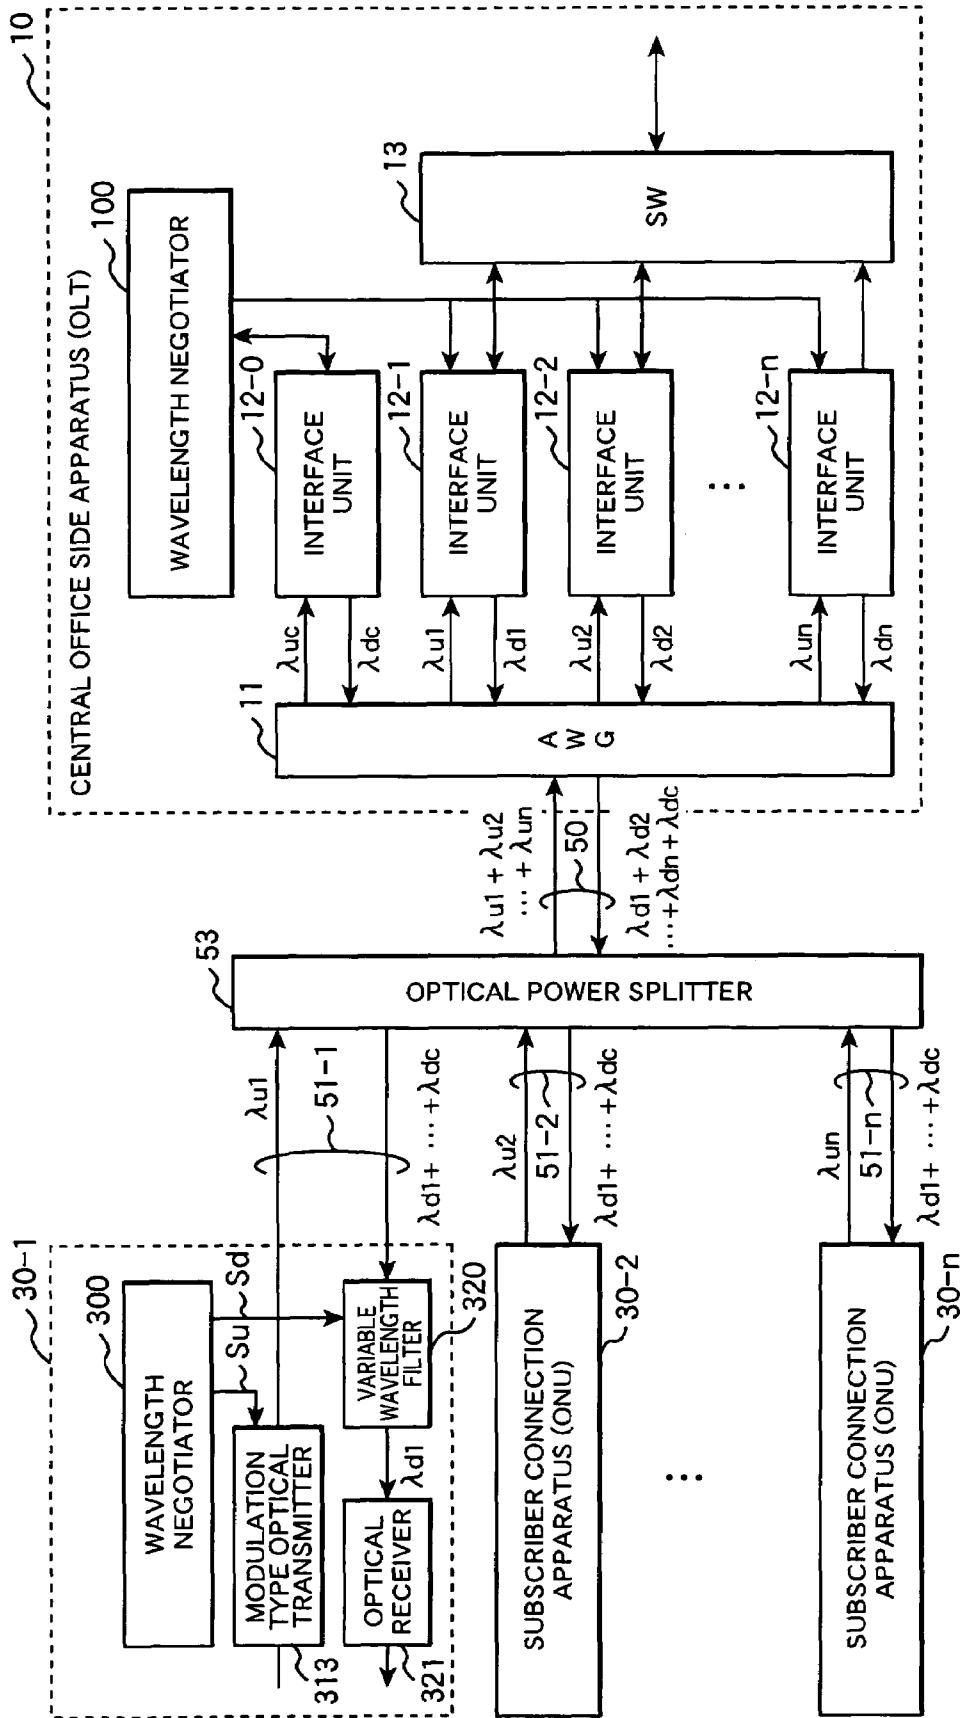 10
CENTRAL OFFICE SIDE APPARATUS (OLT)
100
WAVELENGTH NEGOTIATOR
13
SW
12-0
INTERFACE
UNIT
12-1
INTERFACE
UNIT
12-2
INTERFACE
UNIT
...
12-n
INTERFACE
UNIT
λuc
λdc
λu1
λd1
λu2
λd2
λun
λdn
11
AWG
λu1 + λu2
... + λun
50
λd1 + λd2
...+λdn+λdc
53
OPTICAL POWER SPLITTER
λu1
51-1
λd1+ ... +λdc
λu2
51-2
λd1+ ... +λdc
λun
51-n
λd1+ ... +λdc
30-1
300
WAVELENGTH
NEGOTIATOR
Su
Sd
MODULATION
TYPE OPTICAL
TRANSMITTER
313
VARIABLE
WAVELENGTH
FILTER
320
λd1
OPTICAL
RECEIVER
321
30-2
SUBSCRIBER CONNECTION
APPARATUS (ONU)
...
30-n
SUBSCRIBER CONNECTION
APPARATUS (ONU)